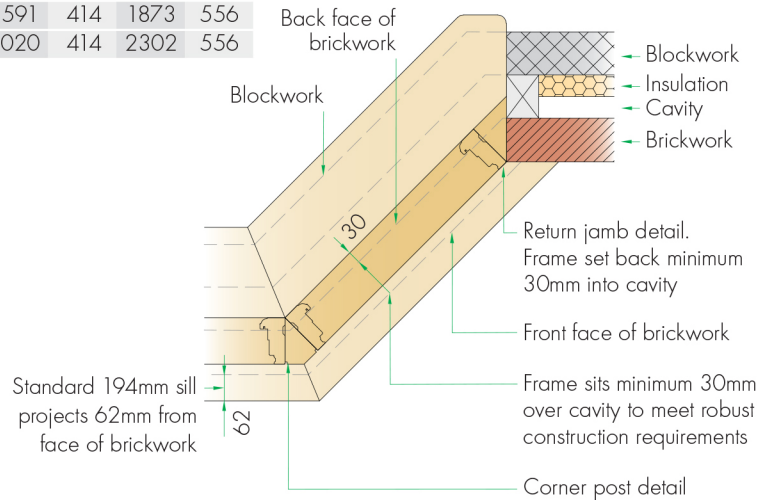 591 414 1873 556
020 414 2302 556
Back face of
brickwork
Blockwork
Blockwork
Insulation
Cavity
Brickwork
30
Return jamb detail.
Frame set back minimum
30mm into cavity
Front face of brickwork
Standard 194mm sill
projects 62mm from
face of brickwork
62
Frame sits minimum 30mm
over cavity to meet robust
construction requirements
Corner post detail